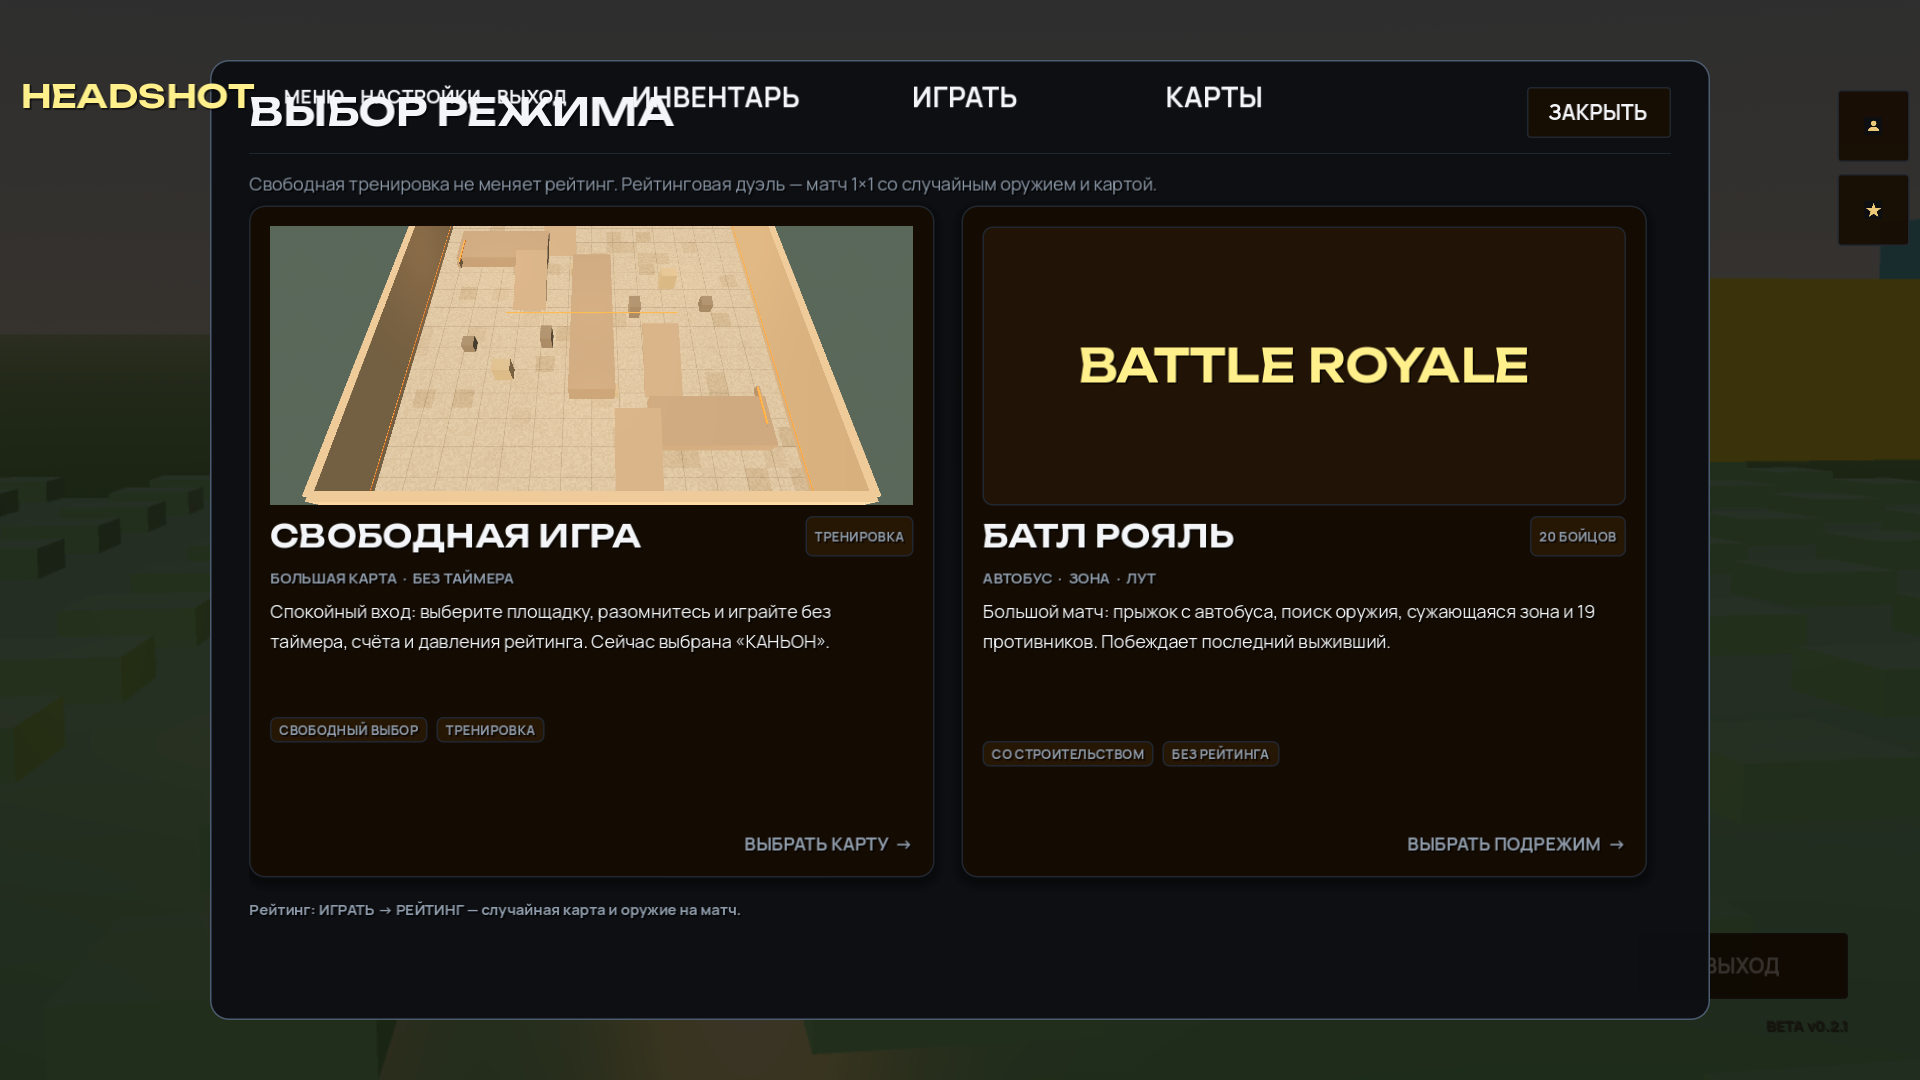 HEADSHOT
МЕНЮ НАСТРОЙКИ ВЫХОД ИНВЕНТАРЬ ИГРАТЬ КАРТЫ
ВЫБОР РЕЖИМА
ЗАКРЫТЬ
Свободная тренировка не меняет рейтинг. Рейтинговая дуэль — матч 1×1 со случайным оружием и картой.
СВОБОДНАЯ ИГРА
ТРЕНИРОВКА
БОЛЬШАЯ КАРТА · БЕЗ ТАЙМЕРА
Спокойный вход: выберите площадку, разомнитесь и играйте без
таймера, счёта и давления рейтинга. Сейчас выбрана «КАНЬОН».
СВОБОДНЫЙ ВЫБОР
ТРЕНИРОВКА
ВЫБРАТЬ КАРТУ →
BATTLE ROYALE
БАТЛ РОЯЛЬ
20 БОЙЦОВ
АВТОБУС · ЗОНА · ЛУТ
Большой матч: прыжок с автобуса, поиск оружия, сужающаяся зона и 19
противников. Побеждает последний выживший.
СО СТРОИТЕЛЬСТВОМ
БЕЗ РЕЙТИНГА
ВЫБРАТЬ ПОДРЕЖИМ →
Рейтинг: ИГРАТЬ → РЕЙТИНГ — случайная карта и оружие на матч.
ВЫХОД
BETA v0.2.1